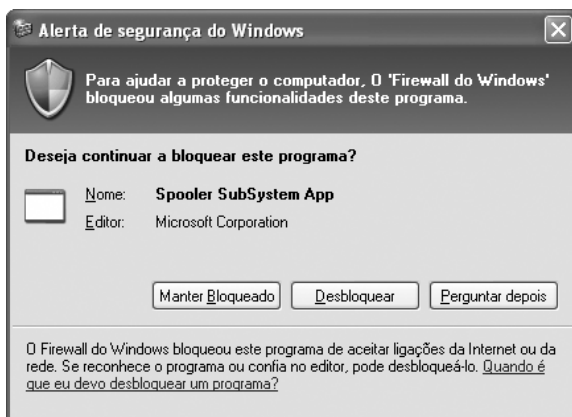 Alerta de segurança do Windows
Para ajudar a proteger o computador, O 'Firewall do Windows'
bloqueou algumas funcionalidades deste programa.
Deseja continuar a bloquear este programa?
Nome: Spooler SubSystem App
Editor: Microsoft Corporation
Manter Bloqueado Desbloquear Perguntar depois
O Firewall do Windows bloqueou este programa de aceitar ligações da Internet ou da
rede. Se reconhece o programa ou confia no editor, pode desbloqueá-lo. Quando é
que eu devo desbloquear um programa?